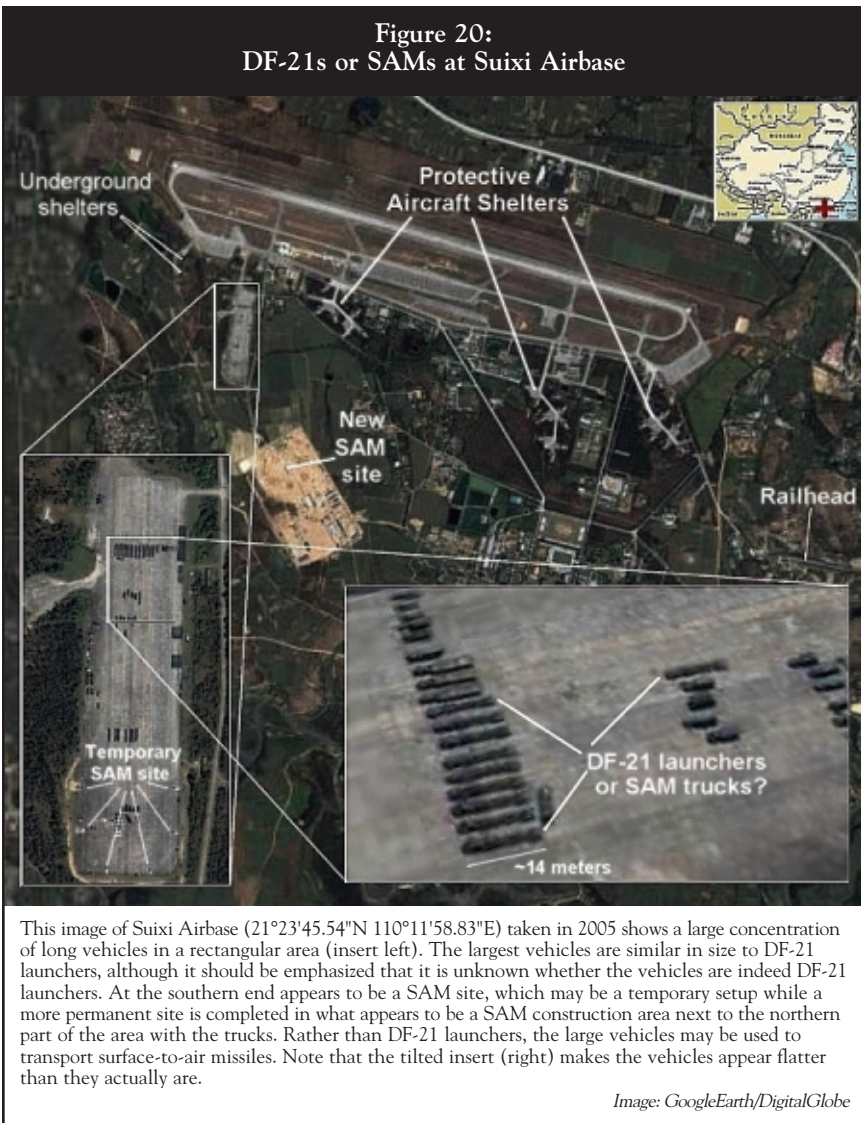 Figure 20:
DF-21s or SAMs at Suixi Airbase
Underground
shelters
Protective
Aircraft Shelters
New
SAM
site
Railhead
Temporary
SAM site
DF-21 launchers
or SAM trucks?
~14 meters
This image of Suixi Airbase (21°23'45.54"N 110°11'58.83"E) taken in 2005 shows a large concentration
of long vehicles in a rectangular area (insert left). The largest vehicles are similar in size to DF-21
launchers, although it should be emphasized that it is unknown whether the vehicles are indeed DF-21
launchers. At the southern end appears to be a SAM site, which may be a temporary setup while a
more permanent site is completed in what appears to be a SAM construction area next to the northern
part of the area with the trucks. Rather than DF-21 launchers, the large vehicles may be used to
transport surface-to-air missiles. Note that the tilted insert (right) makes the vehicles appear flatter
than they actually are.
Image: GoogleEarth/DigitalGlobe